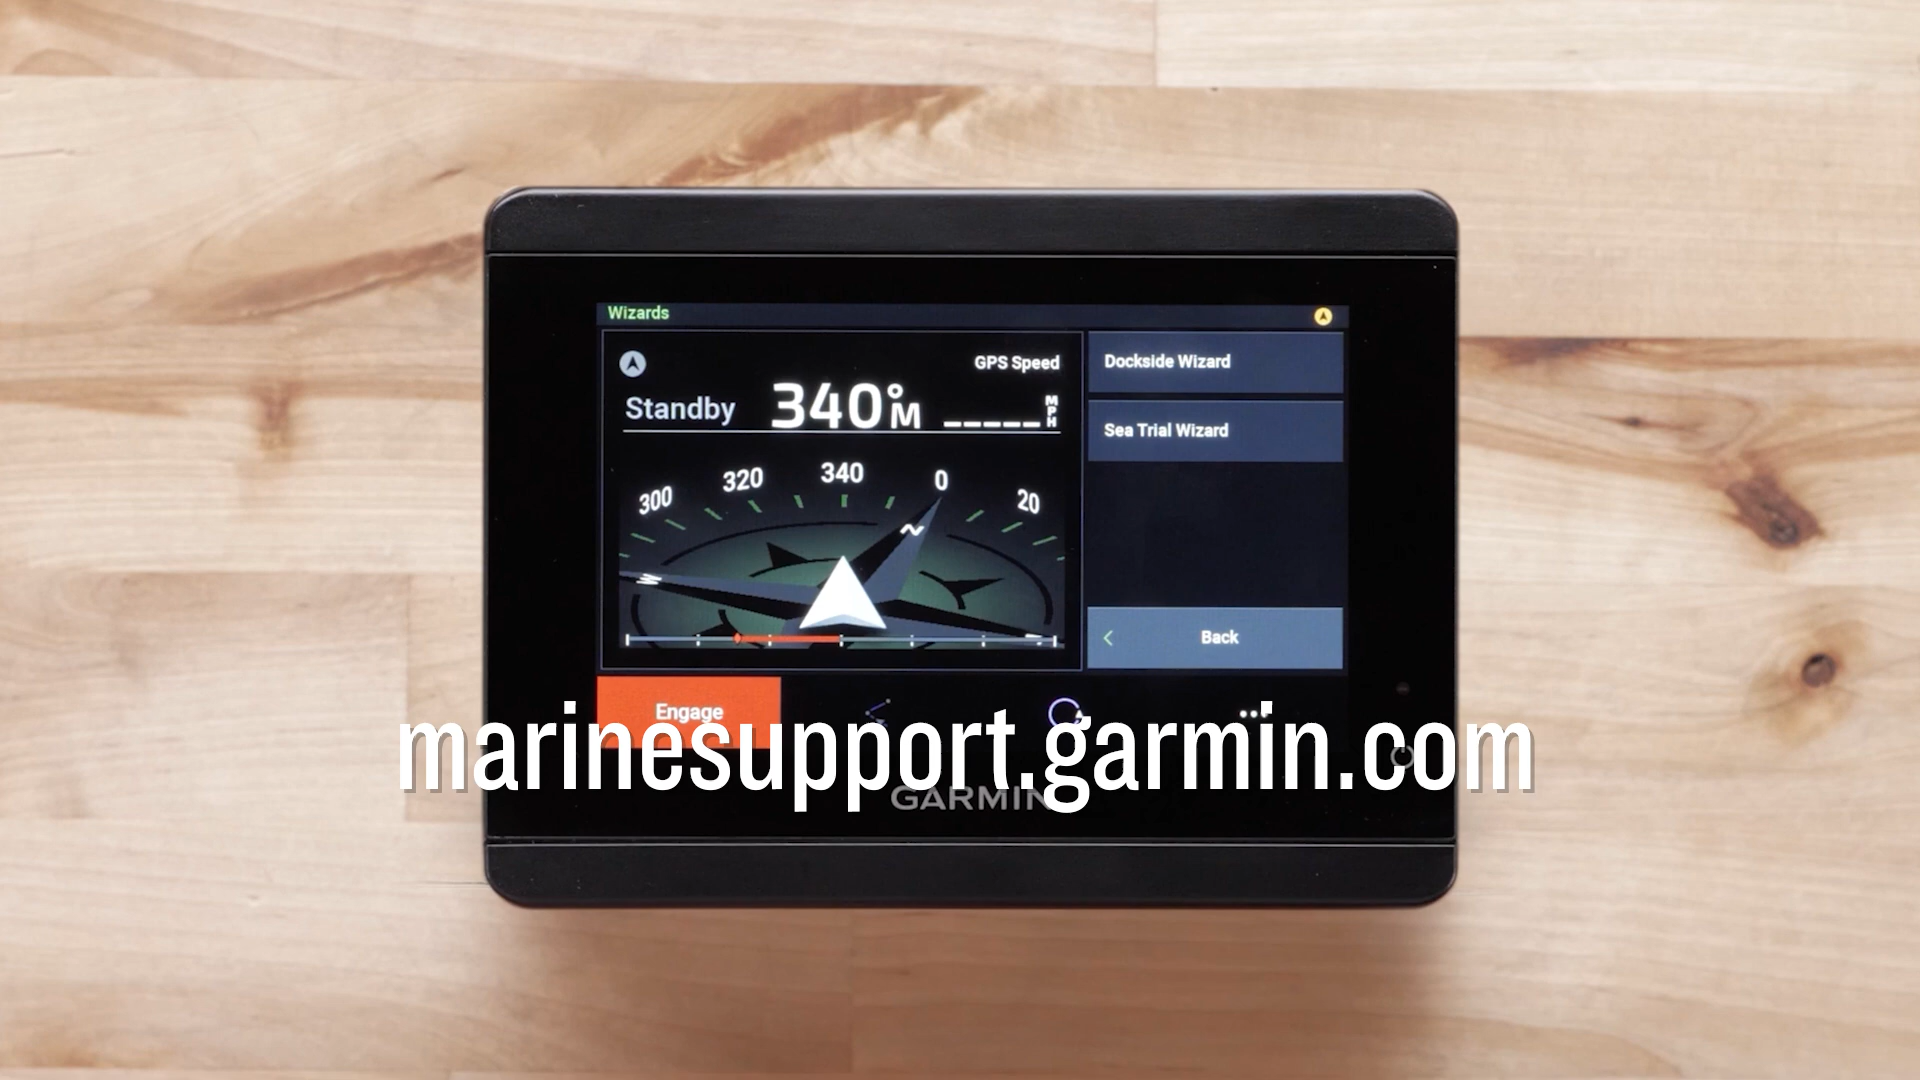 Wizards
GPS Speed
Standby 340°M _____ MPH
300 320 340 0 20
N
W
Dockside Wizard
Sea Trial Wizard
Back
Engage
marinesupport.garmin.com
GARMIN